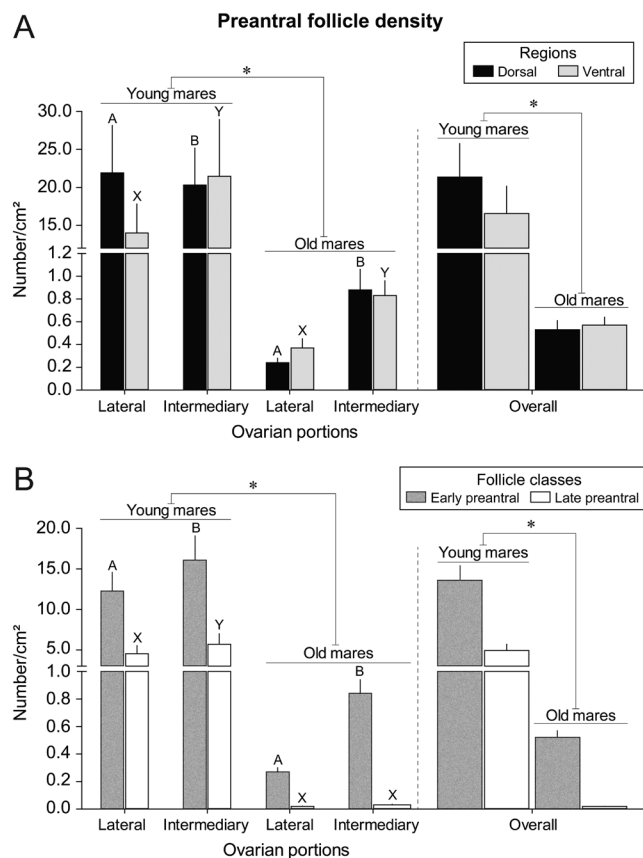 Preantral follicle density
A
Regions
Dorsal Ventral
*
*
Young mares
Young mares
A
X
B
Y
30.0
25.0
20.0
15.0
1.2
1.0
0.8
0.6
0.4
0.2
0.0
Number/cm²
Old mares
A
X
B
Y
Old mares
Lateral Intermediary Lateral Intermediary Overall
Ovarian portions
B
Follicle classes
Early preantral Late preantral
*
*
Young mares
Young mares
A
X
B
Y
20.0
15.0
10.0
5.0
1.0
0.8
0.6
0.4
0.2
0.0
Number/cm²
Old mares
A
X
B
X
Old mares
Lateral Intermediary Lateral Intermediary Overall
Ovarian portions